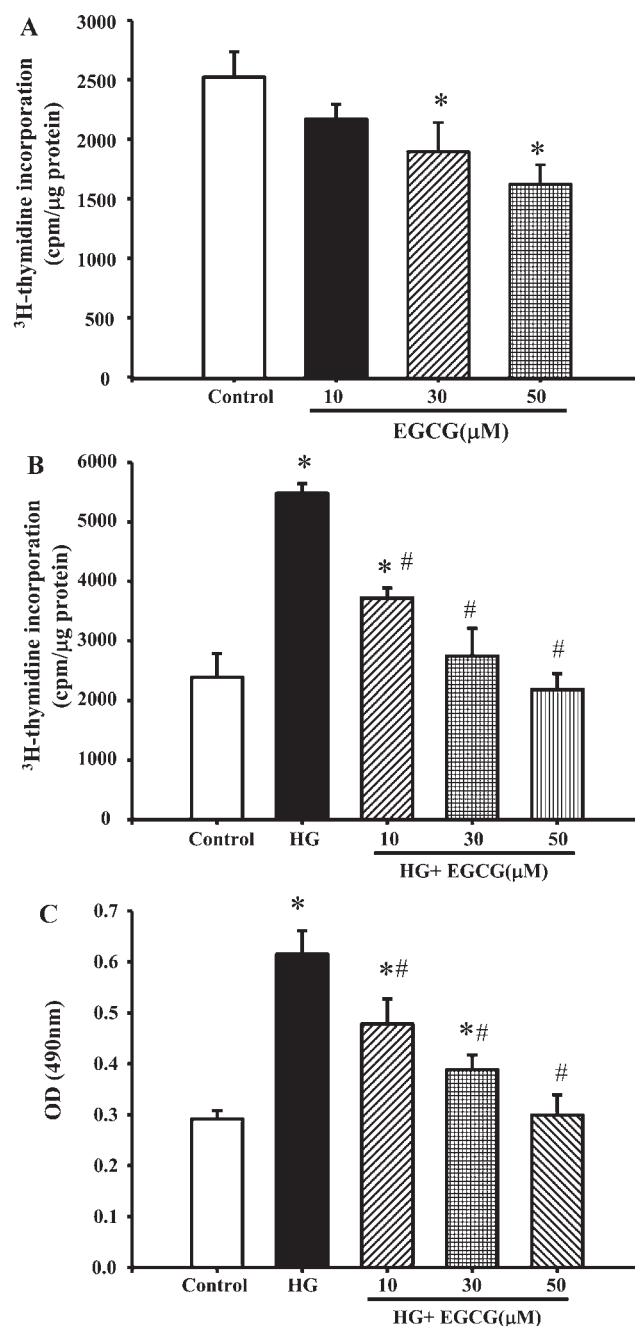 A
³H-thymidine incorporation
(cpm/μg protein)
3000
2500
2000
1500
1000
500
0
*
*
Control
10
30
50
EGCG(μM)
B
³H-thymidine incorporation
(cpm/μg protein)
6000
5000
4000
3000
2000
1000
0
*
* #
#
#
Control
HG
10
30
50
HG+ EGCG(μM)
C
OD (490nm)
0.7
0.6
0.5
0.4
0.3
0.2
0.1
0.0
*
*#
*#
#
Control
HG
10
30
50
HG+ EGCG(μM)